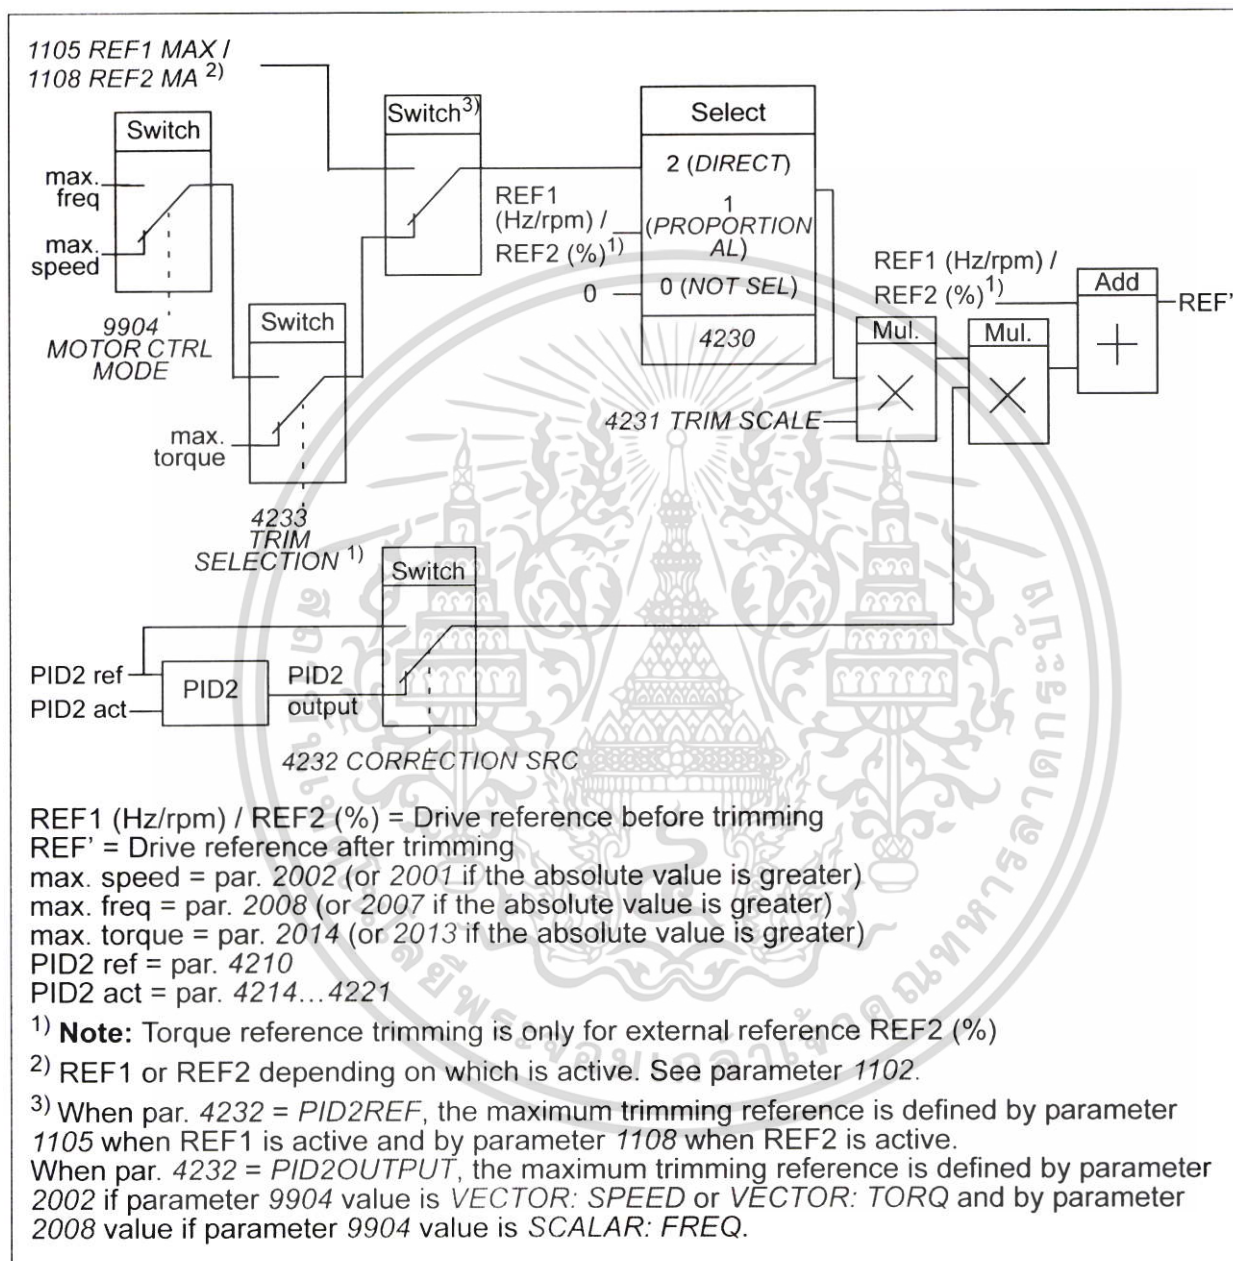 1105 REF1 MAX /
1108 REF2 MA 2)
Switch
max.
freq
max.
speed
9904
MOTOR CTRL
MODE
Switch
max.
torque
4233
TRIM
SELECTION 1)
Switch3)
REF1
(Hz/rpm) /
REF2 (%)1)
0
Select
2 (DIRECT)
1
(PROPORTION
AL)
0 (NOT SEL)
4230
REF1 (Hz/rpm) /
REF2 (%)1)
Add
+
REF'
Mul.
×
Mul.
×
4231 TRIM SCALE
Switch
PID2 ref
PID2 act
PID2
PID2
output
4232 CORRECTION SRC
REF1 (Hz/rpm) / REF2 (%) = Drive reference before trimming
REF' = Drive reference after trimming
max. speed = par. 2002 (or 2001 if the absolute value is greater)
max. freq = par. 2008 (or 2007 if the absolute value is greater)
max. torque = par. 2014 (or 2013 if the absolute value is greater)
PID2 ref = par. 4210
PID2 act = par. 4214...4221
1) Note: Torque reference trimming is only for external reference REF2 (%)
2) REF1 or REF2 depending on which is active. See parameter 1102.
3) When par. 4232 = PID2REF, the maximum trimming reference is defined by parameter
1105 when REF1 is active and by parameter 1108 when REF2 is active.
When par. 4232 = PID2OUTPUT, the maximum trimming reference is defined by parameter
2002 if parameter 9904 value is VECTOR: SPEED or VECTOR: TORQ and by parameter
2008 value if parameter 9904 value is SCALAR: FREQ.